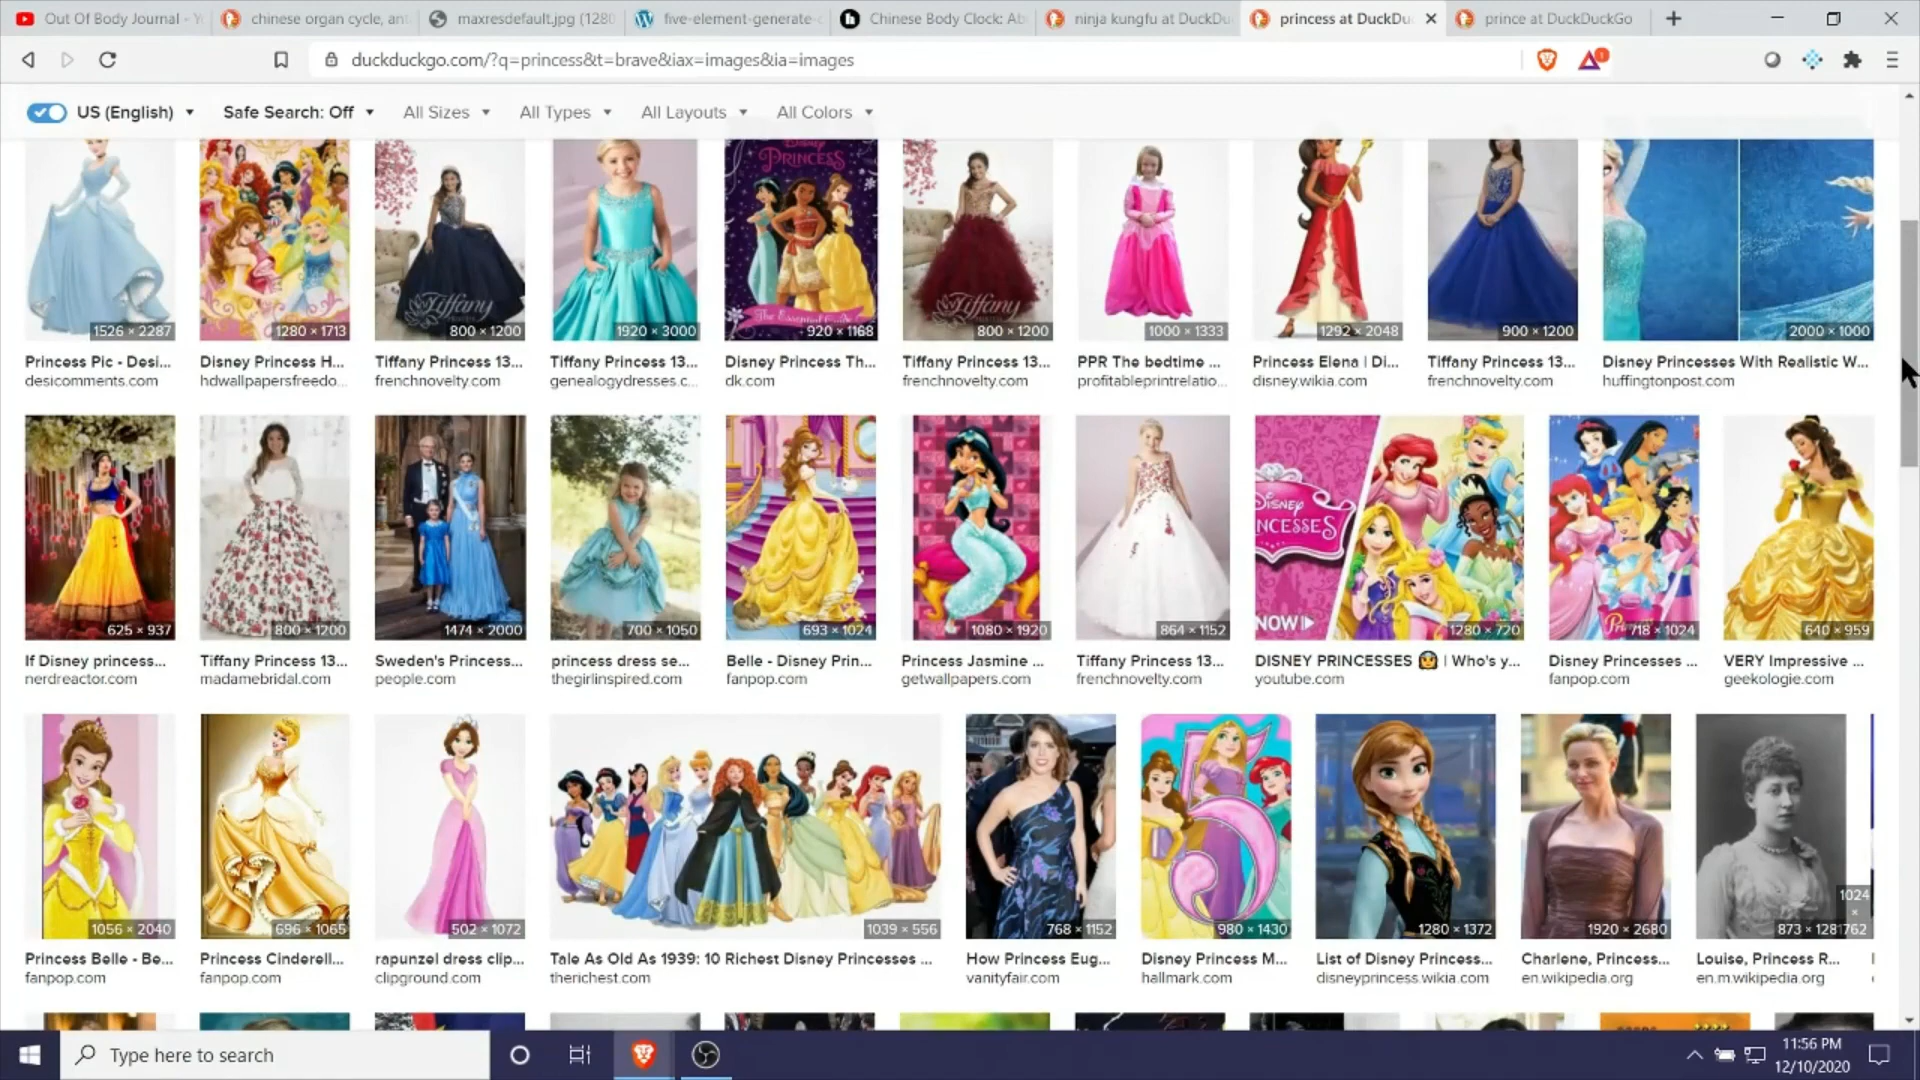 Out Of Body Journal - Y
chinese organ cycle, ant
maxresdefault.jpg (1280
five-element-generate-c
Chinese Body Clock: Ab
ninja kungfu at DuckDu
princess at DuckDu
prince at DuckDuckGo
duckduckgo.com/?q=princess&t=brave&iax=images&ia=images
US (English)
Safe Search: Off
All Sizes
All Types
All Layouts
All Colors
PRINCESS
Tiffany
The Essential Guide
Tiffany
1526 × 2287
1280 × 1713
800 × 1200
1920 × 3000
920 × 1168
800 × 1200
1000 × 1333
1292 × 2048
900 × 1200
2000 × 1000
Princess Pic - Desi...
Disney Princess H...
Tiffany Princess 13...
Tiffany Princess 13...
Disney Princess Th...
Tiffany Princess 13...
PPR The bedtime ...
Princess Elena | Di...
Tiffany Princess 13...
Disney Princesses With Realistic W...
desicomments.com
hdwallpapersfreedo...
frenchnovelty.com
genealogydresses.c...
dk.com
frenchnovelty.com
profitableprintrelatio...
disney.wikia.com
frenchnovelty.com
huffingtonpost.com
Disney
NCESSES
NOW
625 × 937
800 × 1200
1474 × 2000
700 × 1050
693 × 1024
1080 × 1920
864 × 1152
1280 × 720
718 × 1024
640 × 959
If Disney princess...
Tiffany Princess 13...
Sweden's Princess...
princess dress se...
Belle - Disney Prin...
Princess Jasmine ...
Tiffany Princess 13...
DISNEY PRINCESSES 👸 | Who's y...
Disney Princesses ...
VERY Impressive ...
nerdreactor.com
madamebridal.com
people.com
thegirlinspired.com
fanpop.com
getwallpapers.com
frenchnovelty.com
youtube.com
fanpop.com
geekologie.com
5
1056 × 2040
696 × 1065
502 × 1072
1039 × 556
768 × 1152
980 × 1430
1280 × 1372
1920 × 2680
873 × 1281
1024
×
762
Princess Belle - Be...
Princess Cinderell...
rapunzel dress clip...
Tale As Old As 1939: 10 Richest Disney Princesses ...
How Princess Eug...
Disney Princess M...
List of Disney Princess...
Charlene, Princess...
Louise, Princess R...
fanpop.com
fanpop.com
clipground.com
therichest.com
vanityfair.com
hallmark.com
disneyprincess.wikia.com
en.wikipedia.org
en.m.wikipedia.org
Type here to search
11:56 PM
12/10/2020